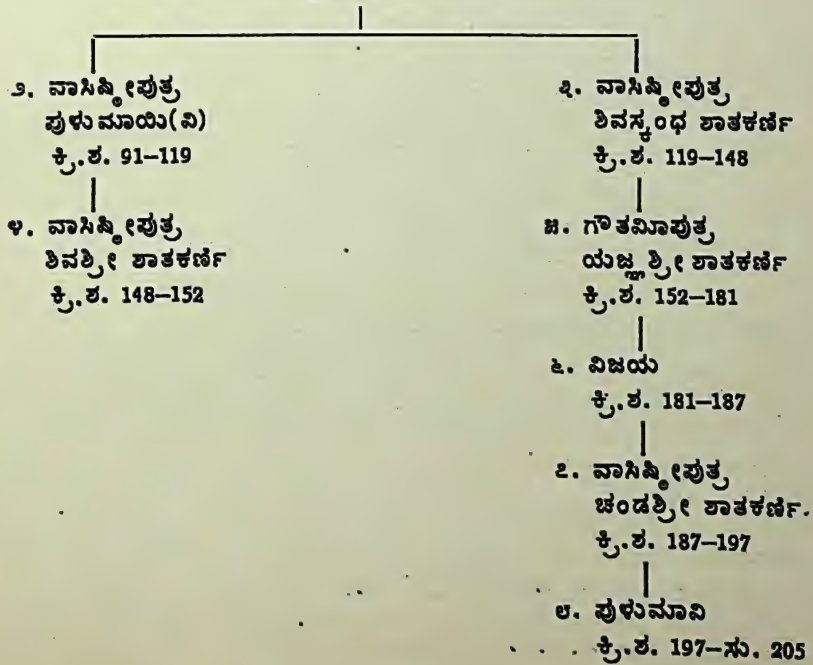 ೨. ವಾಸಿಷ್ಠೀಪುತ್ರ
ಪುಳುಮಾಯಿ(ವಿ)
ಕ್ರಿ.ಶ. 91–119
೩. ವಾಸಿಷ್ಠೀಪುತ್ರ
ಶಿವಸ್ಕಂಧ ಶಾತಕರ್ಣಿ
ಕ್ರಿ.ಶ. 119–148
೪. ವಾಸಿಷ್ಠೀಪುತ್ರ
ಶಿವಶ್ರೀ ಶಾತಕರ್ಣಿ
ಕ್ರಿ.ಶ. 148–152
೫. ಗೌತಮೀಪುತ್ರ
ಯಜ್ಞಶ್ರೀ ಶಾತಕರ್ಣಿ
ಕ್ರಿ.ಶ. 152–181
೬. ವಿಜಯ
ಕ್ರಿ.ಶ. 181–187
೭. ವಾಸಿಷ್ಠೀಪುತ್ರ
ಚಂಡಶ್ರೀ ಶಾತಕರ್ಣಿ.
ಕ್ರಿ.ಶ. 187–197
೮. ಪುಳುಮಾವಿ
ಕ್ರಿ.ಶ. 197–ಸು. 205